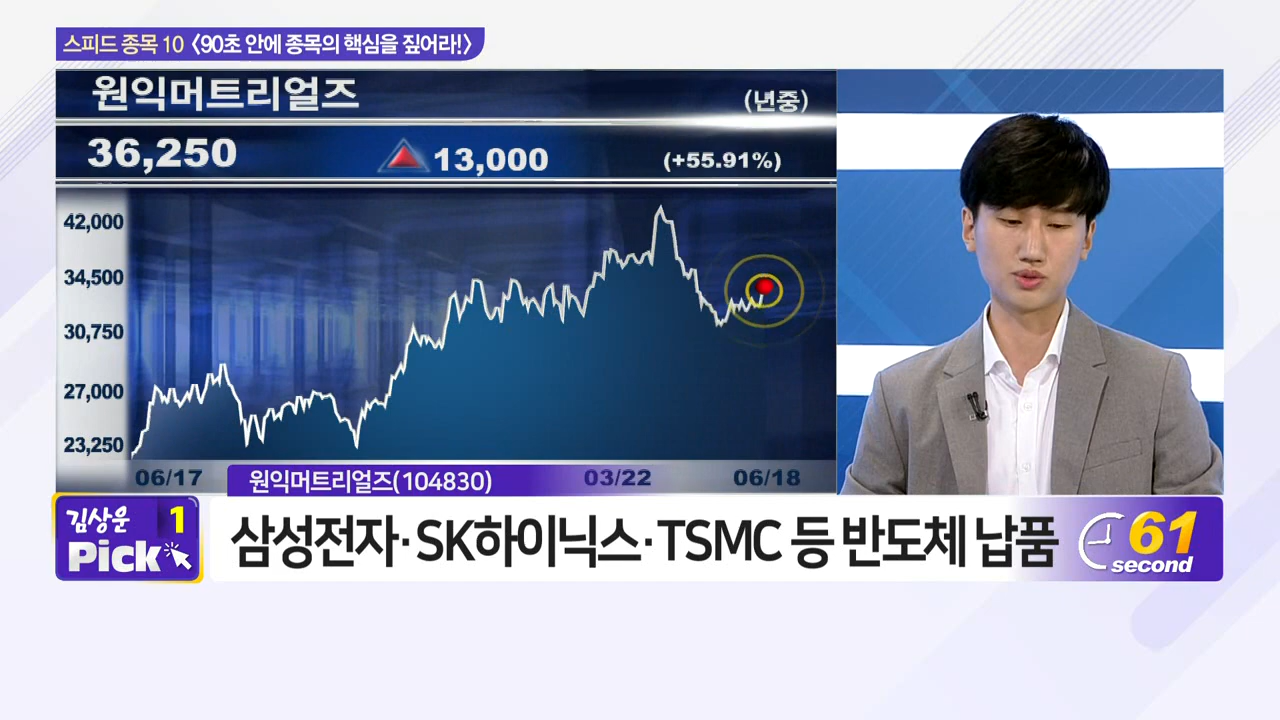 스피드 종목 10 <90초 안에 종목의 핵심을 짚어라!>
원익머트리얼즈
(년중)
36,250 ▲ 13,000 (+55.91%)
42,000
34,500
30,750
27,000
23,250
06/17 03/22 06/18
원익머트리얼즈(104830)
김상운 1
Pick
삼성전자·SK하이닉스·TSMC 등 반도체 납품
61
second